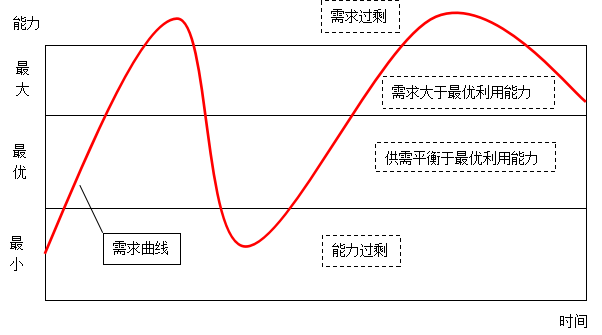 能力
需求过剩
最
大
需求大于最优利用能力
最
优
供需平衡于最优利用能力
最
小
需求曲线
能力过剩
时间